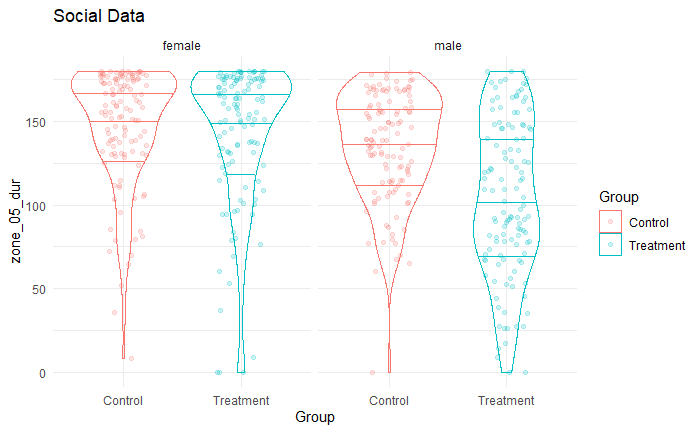 Social Data
female
male
zone_05_dur
150
100
50
0
Control
Treatment
Control
Treatment
Group
Group
Control
Treatment